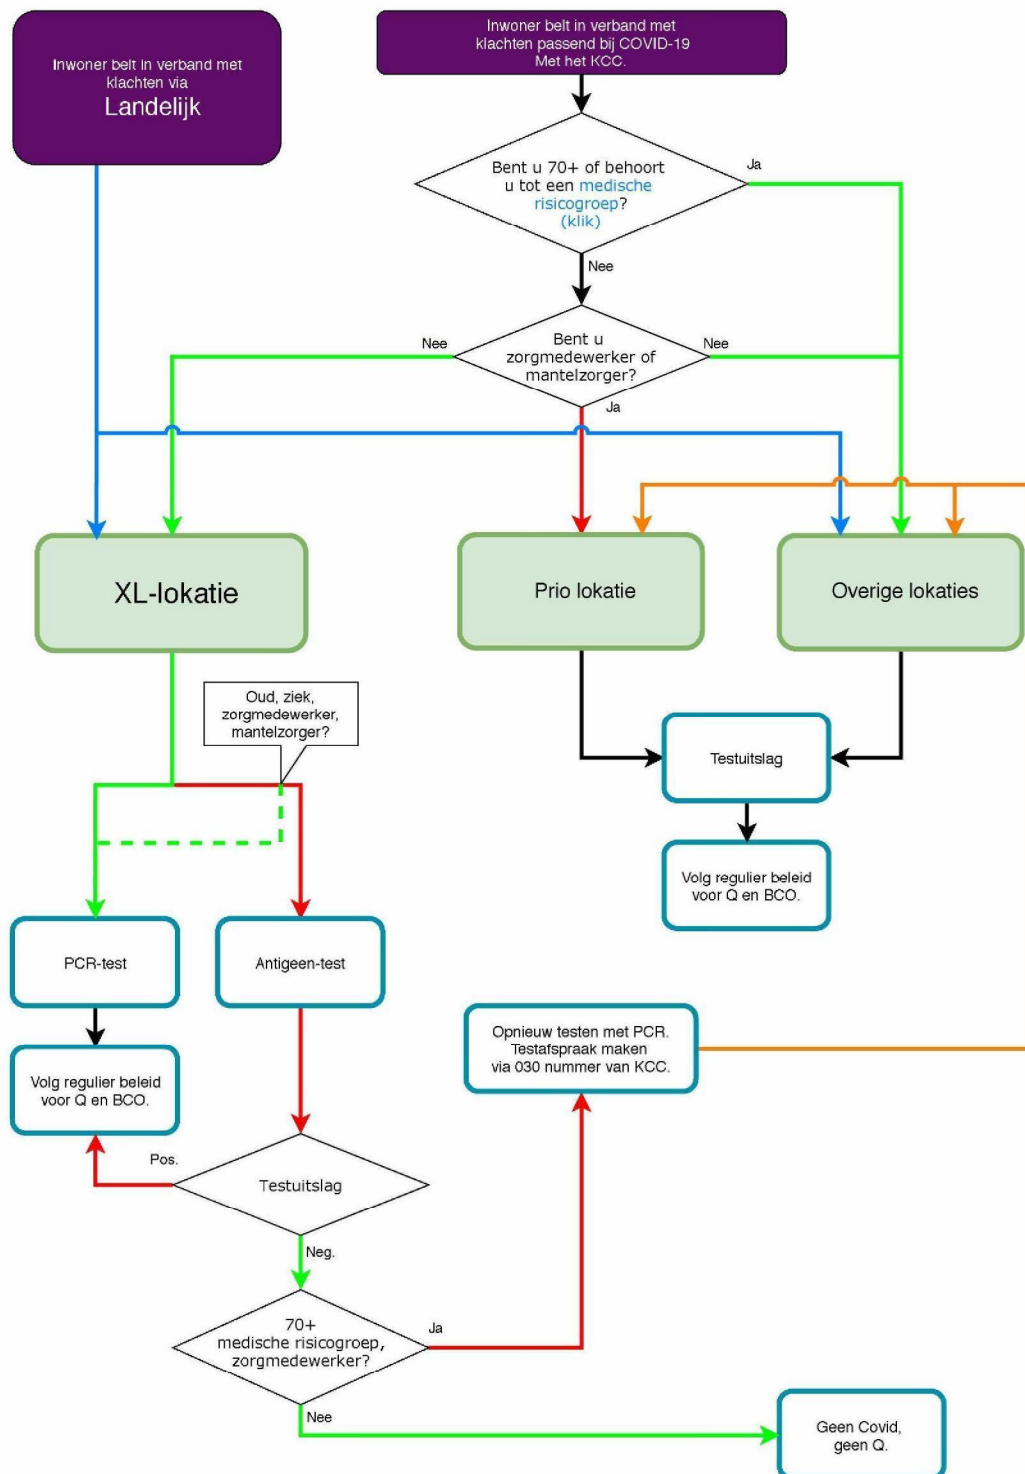 Inwoner belt in verband met
klachten via
Landelijk
Inwoner belt in verband met
klachten passend bij COVID-19
Met het KCC.
Bent u 70+ of behoort
u tot een medische
risicogroep?
(klik)
Ja
Nee
Bent u
zorgmedewerker of
mantelzorger?
Nee
Nee
Ja
XL-lokatie
Prio lokatie
Overige lokaties
Oud, ziek,
zorgmedewerker,
mantelzorger?
Testuitslag
Volg regulier beleid
voor Q en BCO.
PCR-test
Antigeen-test
Volg regulier beleid
voor Q en BCO.
Opnieuw testen met PCR.
Testafspraak maken
via 030 nummer van KCC.
Pos.
Testuitslag
Neg.
70+
medische risicogroep,
zorgmedewerker?
Ja
Nee
Geen Covid,
geen Q.